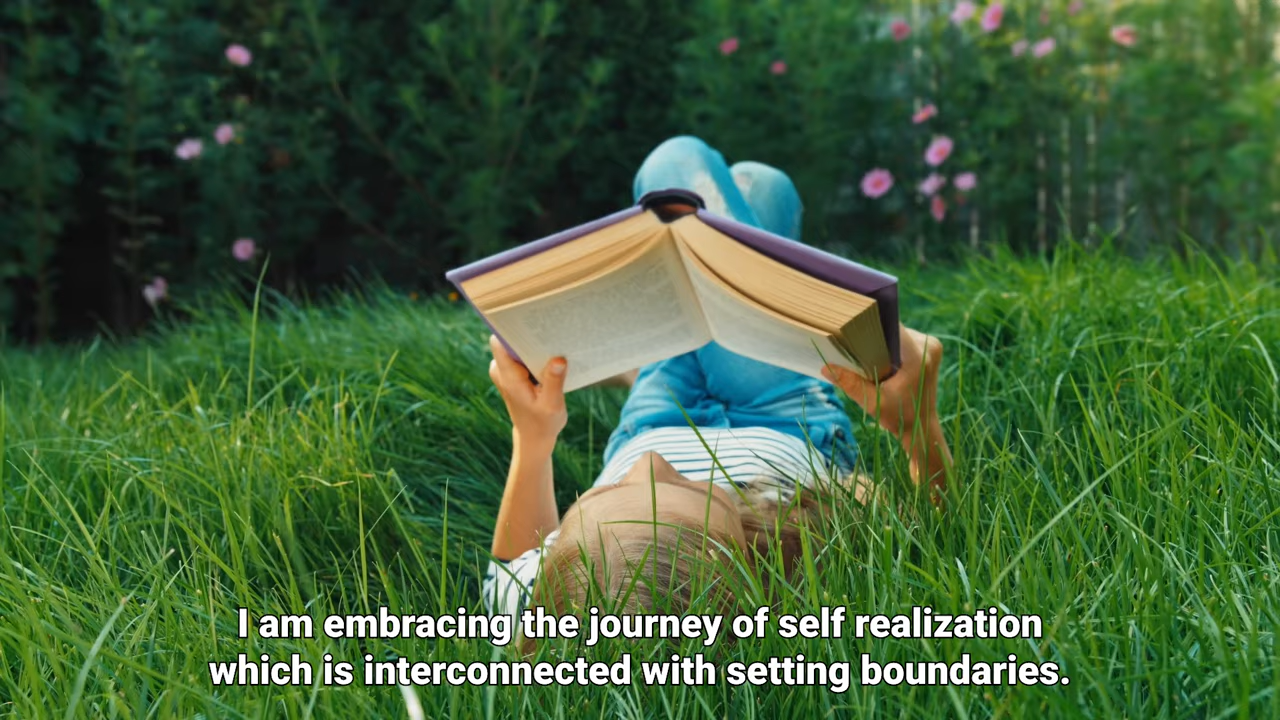 I am embracing the journey of self realization
which is interconnected with setting boundaries.